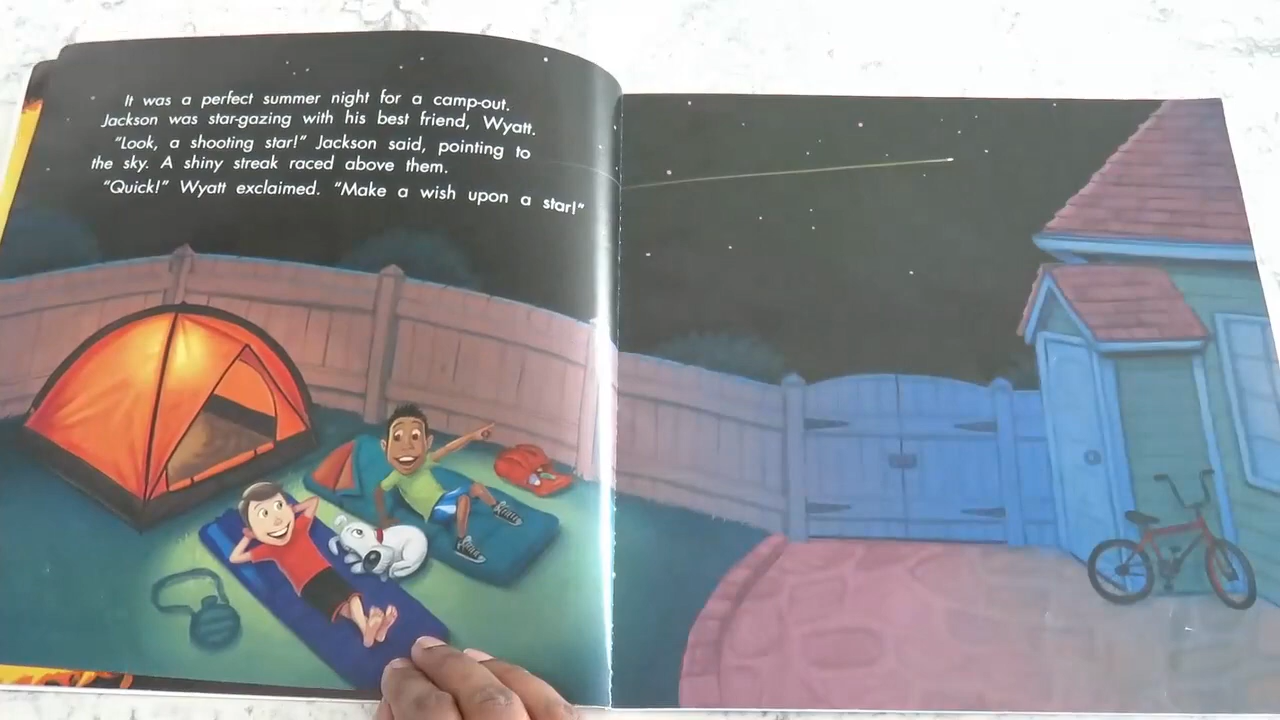 It was a perfect summer night for a camp-out.
Jackson was star-gazing with his best friend, Wyatt.
“Look, a shooting star!” Jackson said, pointing to
the sky. A shiny streak raced above them.
“Quick!” Wyatt exclaimed. “Make a wish upon a star!”